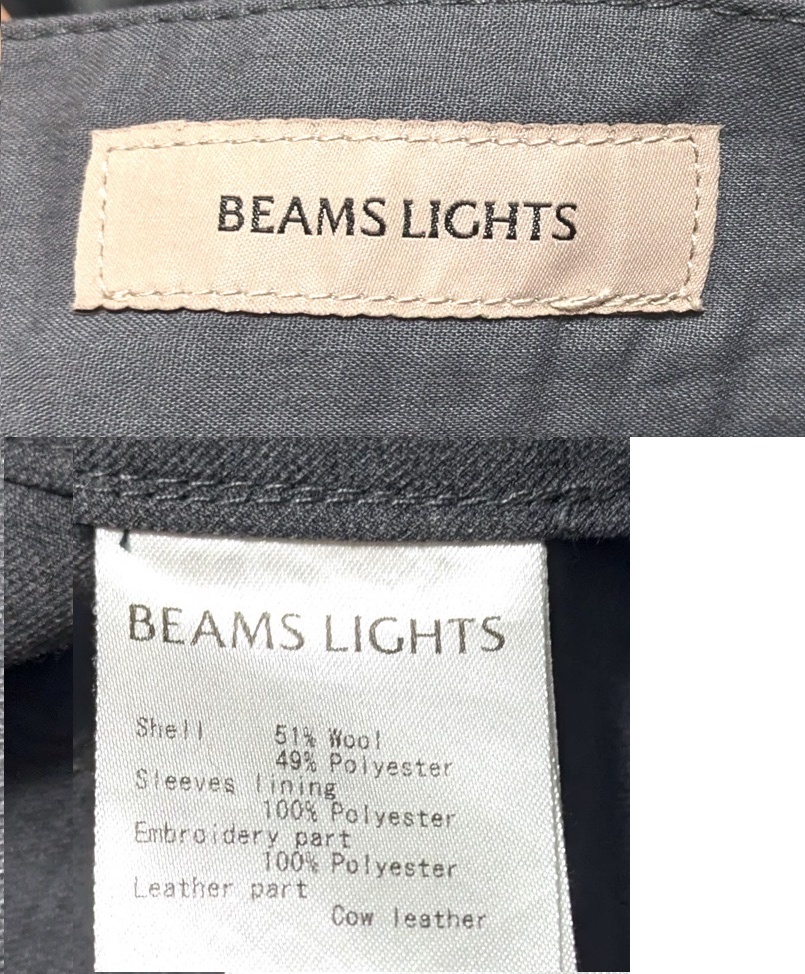 BEAMS LIGHTS
BEAMS LIGHTS
Shell 51% Wool
49% Polyester
Sleeves lining
100% Polyester
Embroidery part
100% Polyester
Leather part
Cow leather